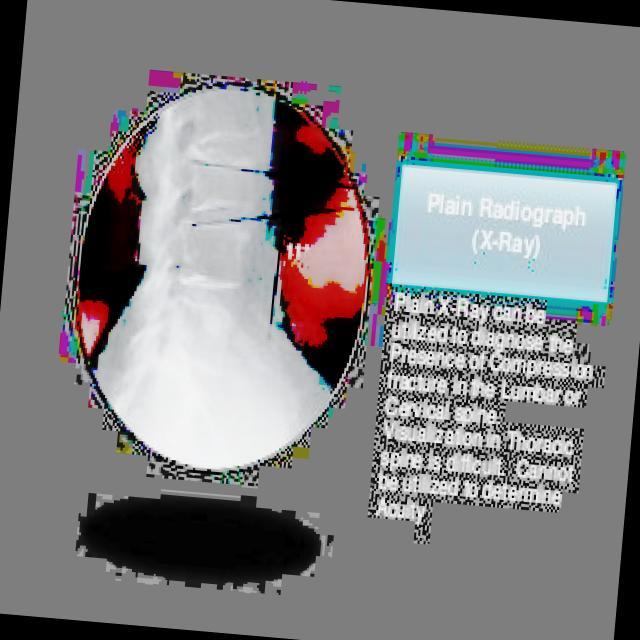 Plain Radiograph
(X-Ray)
Plain X-Ray can be
utilized to diagnose the
Presence of Compression
fracture in the Lumbar or
Cervical spine.
Visualization in Thoracic
spine is difficult. Cannot
be utilized to determine
Acuity.